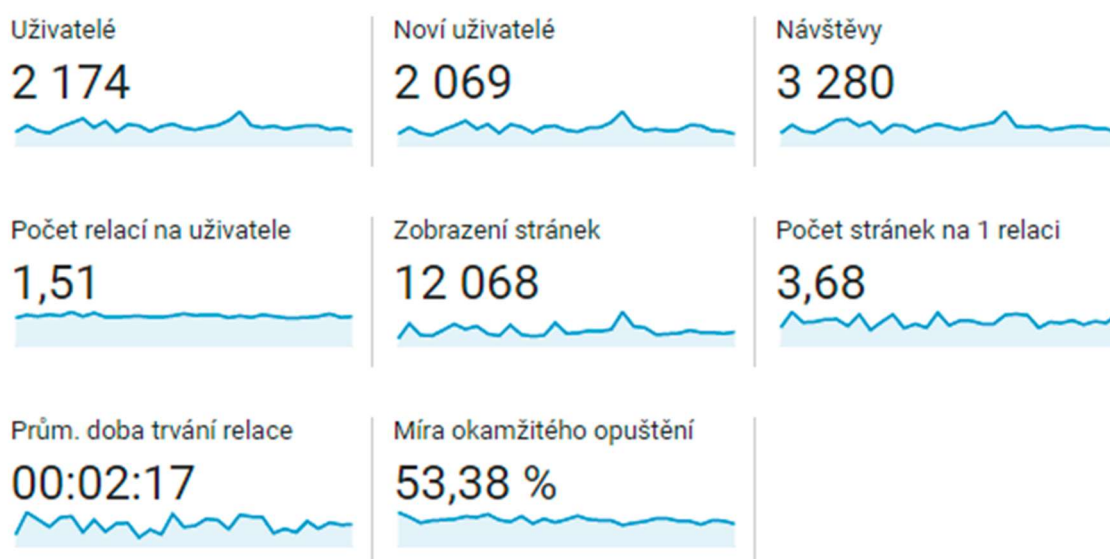 Uživatelé
2 174
Noví uživatelé
2 069
Návštěvy
3 280
Počet relací na uživatele
1,51
Zobrazení stránek
12 068
Počet stránek na 1 relaci
3,68
Prům. doba trvání relace
00:02:17
Míra okamžitého opuštění
53,38 %